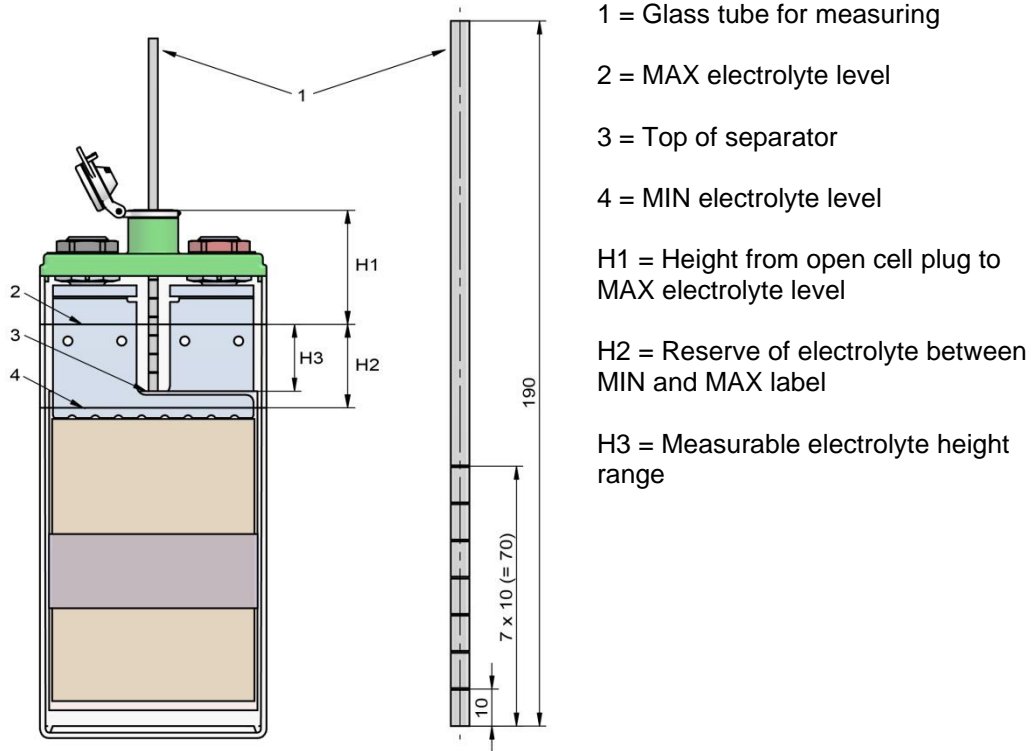 1 = Glass tube for measuring
2 = MAX electrolyte level
3 = Top of separator
4 = MIN electrolyte level
H1 = Height from open cell plug to
MAX electrolyte level
H2 = Reserve of electrolyte between
MIN and MAX label
H3 = Measurable electrolyte height
range
1
H1
2
3
H3
H2
4
190
7 x 10 (= 70)
10